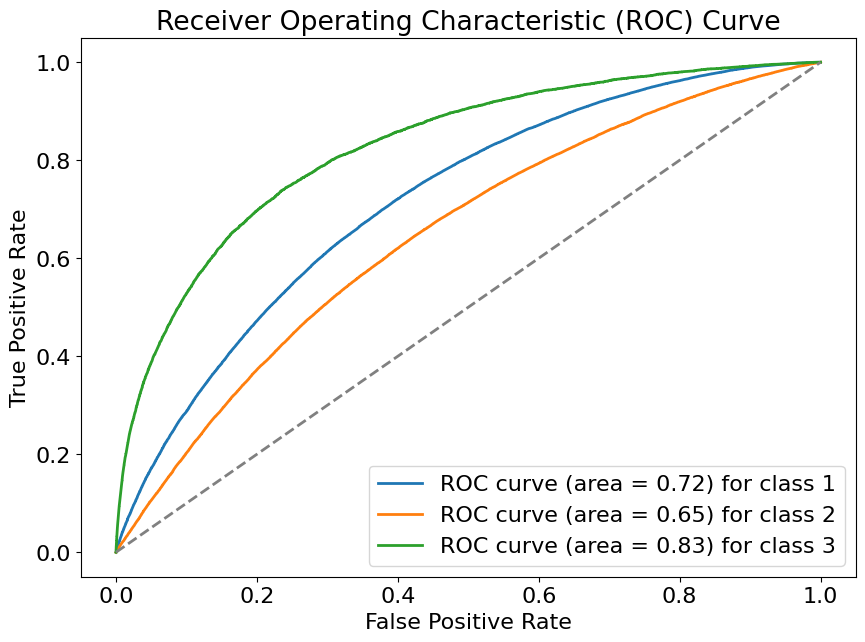 Receiver Operating Characteristic (ROC) Curve
True Positive Rate
1.0
0.8
0.6
0.4
0.2
0.0
ROC curve (area = 0.72) for class 1
ROC curve (area = 0.65) for class 2
ROC curve (area = 0.83) for class 3
0.0 0.2 0.4 0.6 0.8 1.0
False Positive Rate